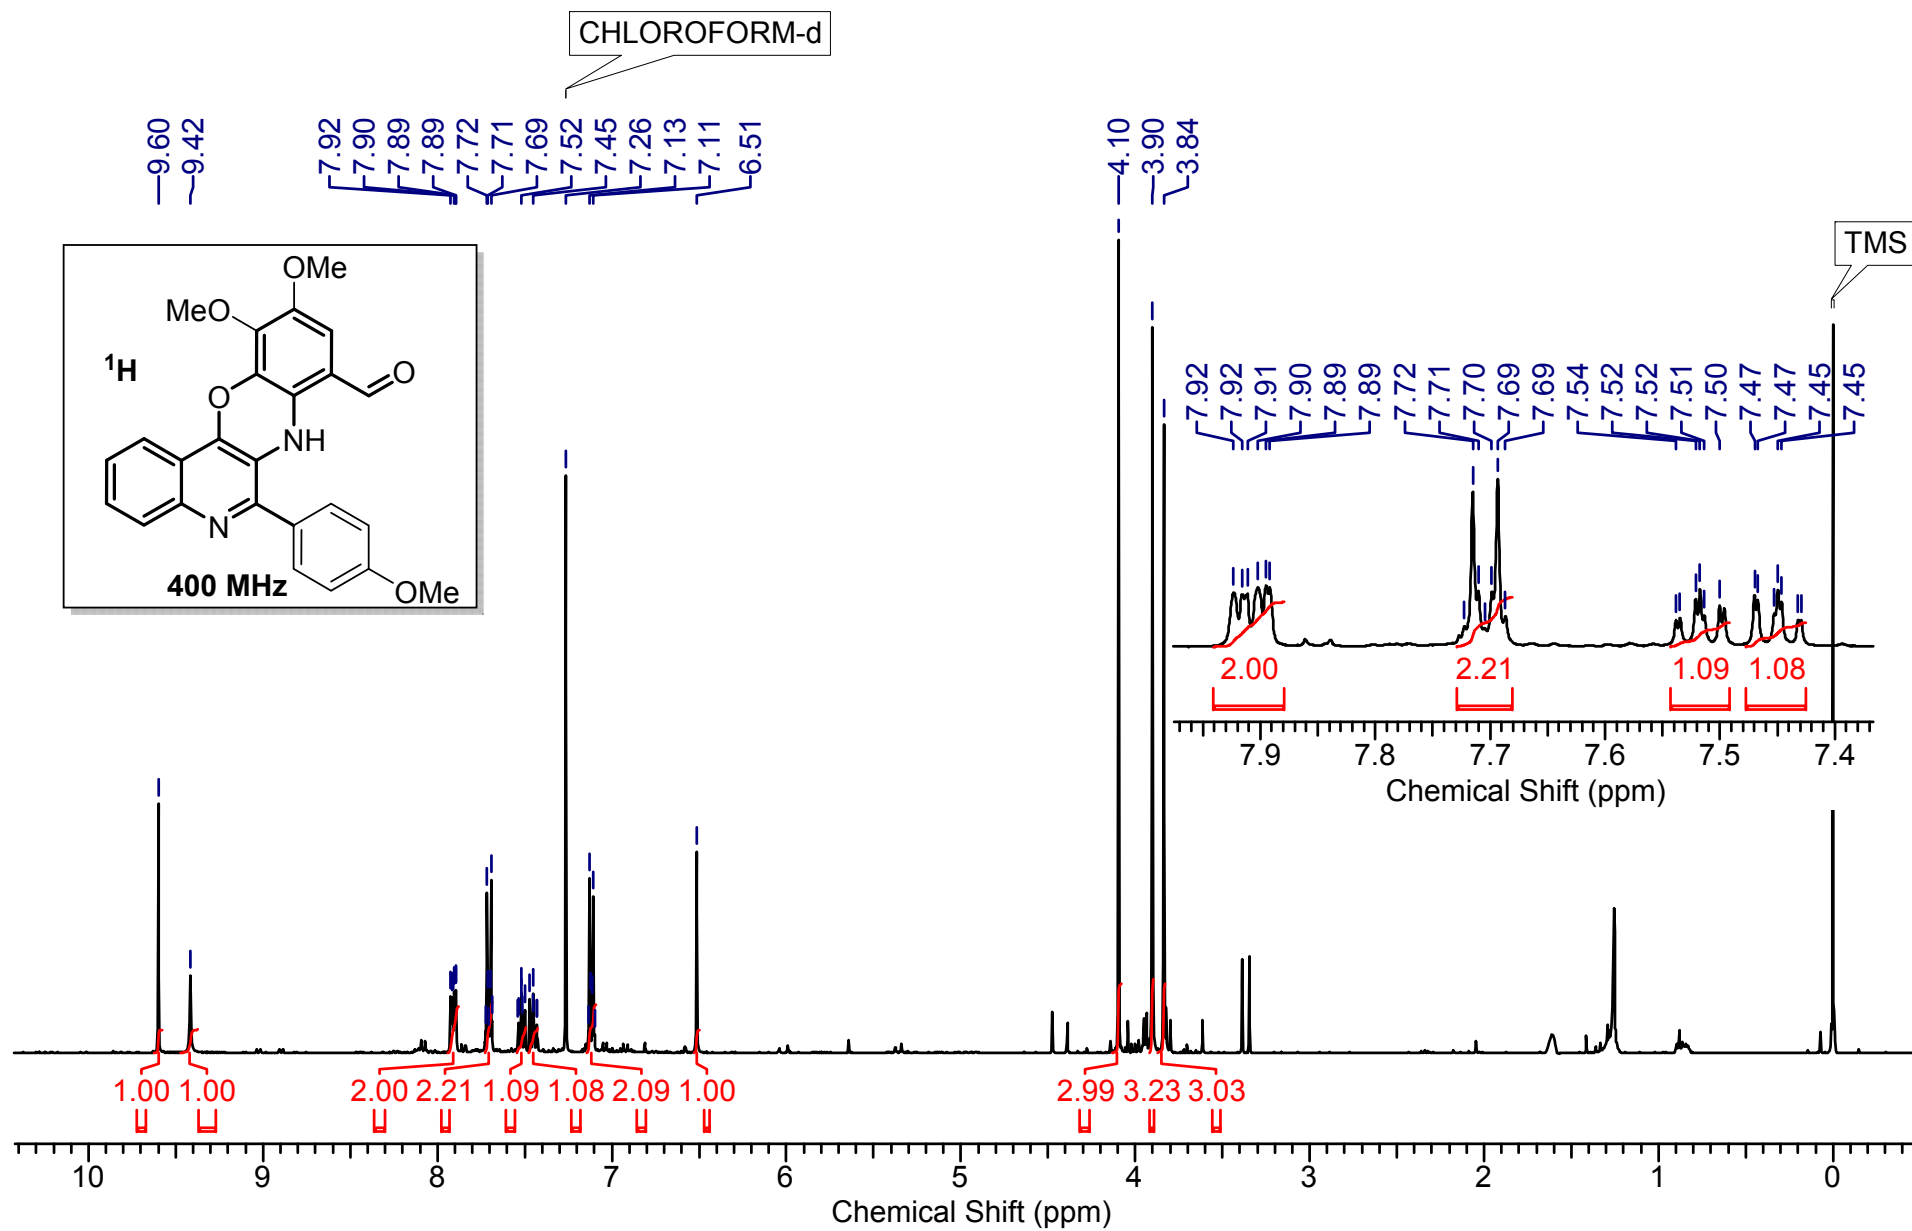 CHLOROFORM-d
9.60
9.42
7.92
7.90
7.89
7.89
7.72
7.71
7.69
7.52
7.45
7.26
7.13
7.11
6.51
4.10
3.90
3.84
TMS
OMe
MeO
1H
O
O
NH
N
400 MHz
OMe
7.92
7.92
7.91
7.90
7.89
7.89
7.72
7.71
7.70
7.69
7.69
7.54
7.52
7.52
7.51
7.50
7.47
7.47
7.45
7.45
2.00 2.21 1.09 1.08
7.9 7.8 7.7 7.6 7.5 7.4
Chemical Shift (ppm)
1.00 1.00 2.00 2.21 1.09 1.08 2.09 1.00 2.99 3.23 3.03
10 9 8 7 6 5 4 3 2 1 0
Chemical Shift (ppm)